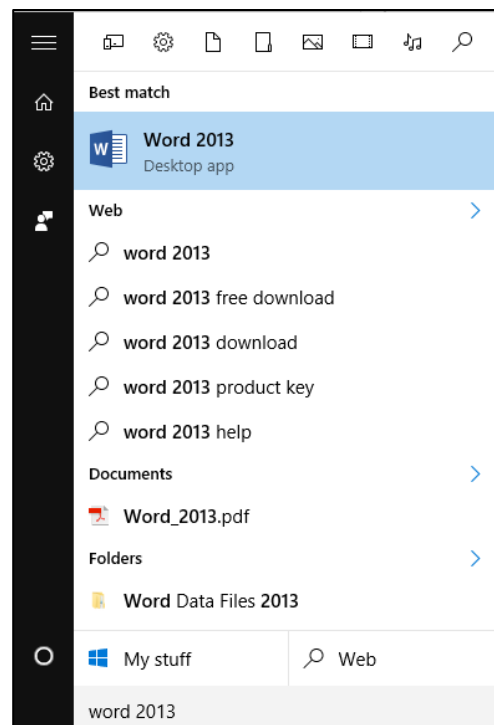 Best match
W
Word 2013
Desktop app
Web
word 2013
word 2013 free download
word 2013 download
word 2013 product key
word 2013 help
Documents
Word_2013.pdf
Folders
Word Data Files 2013
My stuff
Web
word 2013